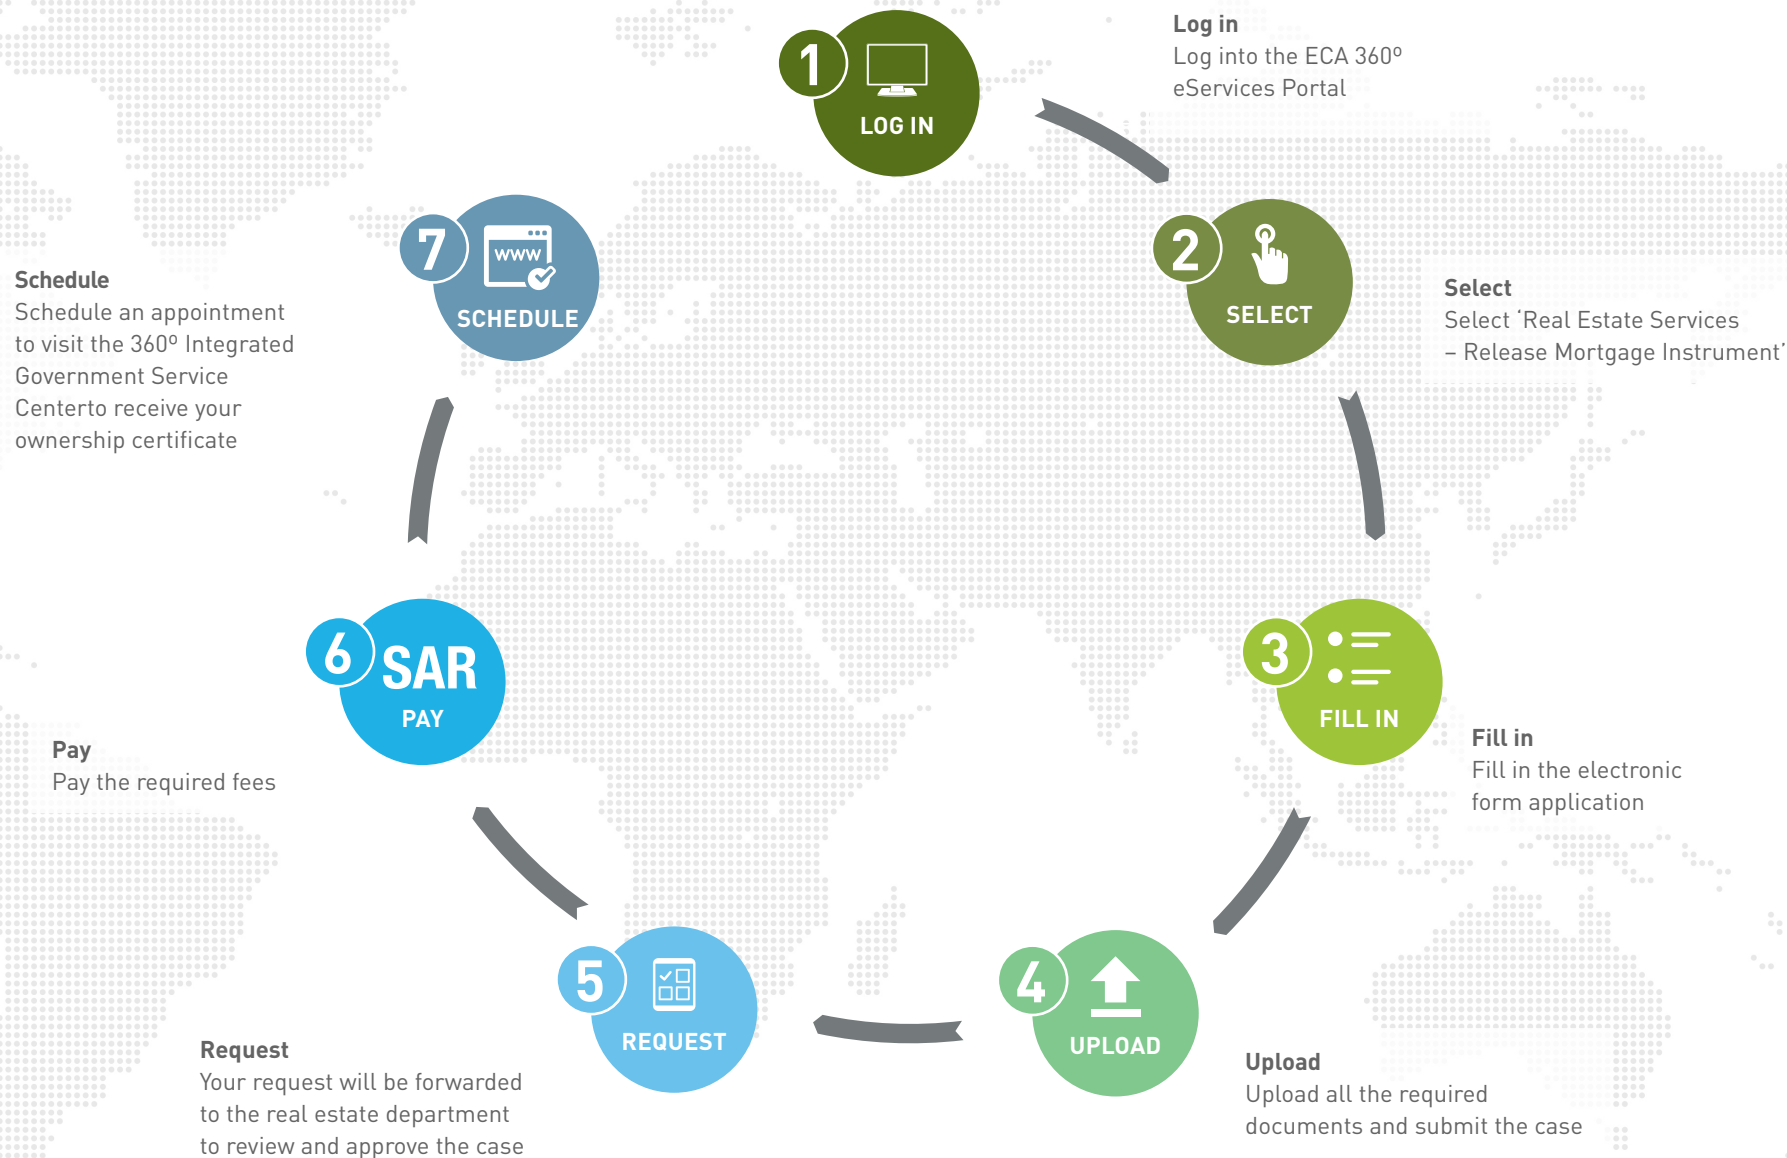 1
LOG IN
Log in
Log into the ECA 360º
eServices Portal
2
SELECT
Select
Select ‘Real Estate Services
– Release Mortgage Instrument’
3
FILL IN
Fill in
Fill in the electronic
form application
4
UPLOAD
Upload
Upload all the required
documents and submit the case
5
REQUEST
Request
Your request will be forwarded
to the real estate department
to review and approve the case
6
SAR
PAY
Pay
Pay the required fees
7
WWW
SCHEDULE
Schedule
Schedule an appointment
to visit the 360º Integrated
Government Service
Centerto receive your
ownership certificate